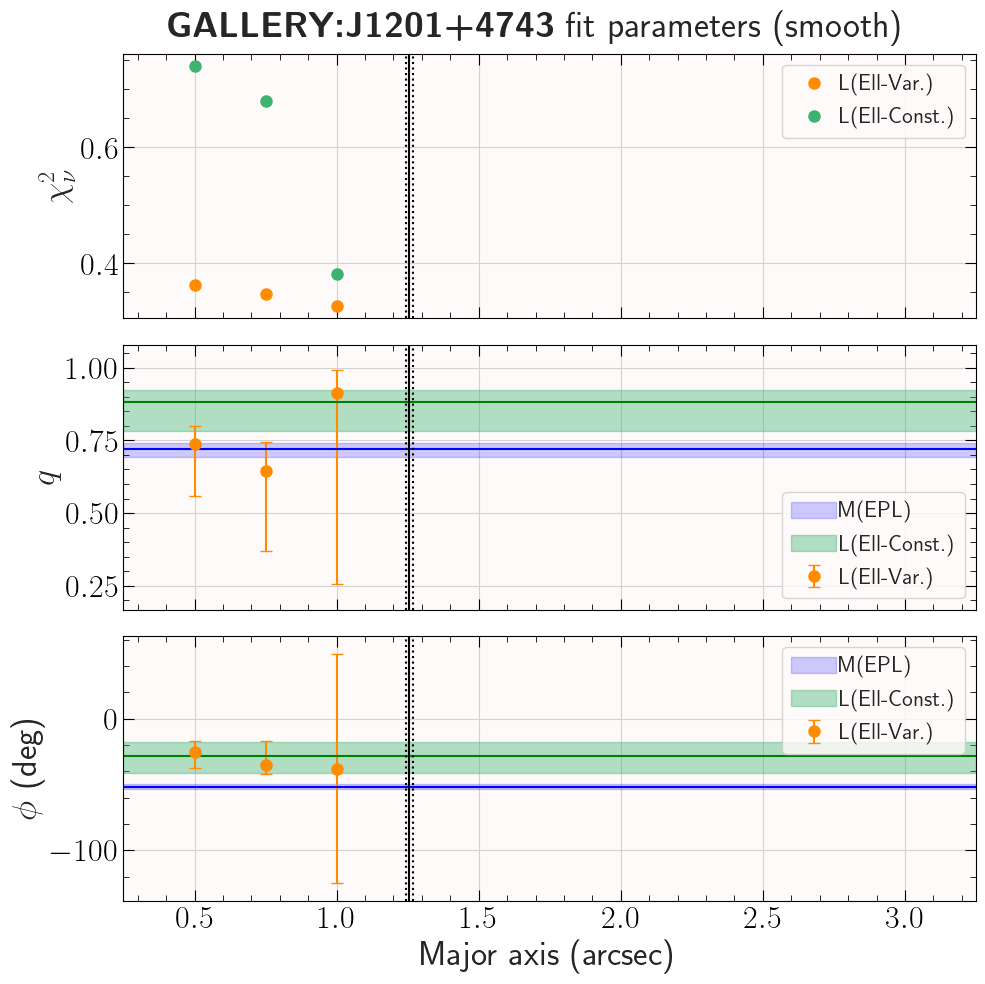 GALLERY:J1201+4743 fit parameters (smooth)
L(Ell-Var.)
L(Ell-Const.)
0.6
0.4
χ²ᵥ
1.00
0.75
0.50
0.25
q
M(EPL)
L(Ell-Const.)
L(Ell-Var.)
0
−100
ϕ (deg)
M(EPL)
L(Ell-Const.)
L(Ell-Var.)
0.5 1.0 1.5 2.0 2.5 3.0
Major axis (arcsec)